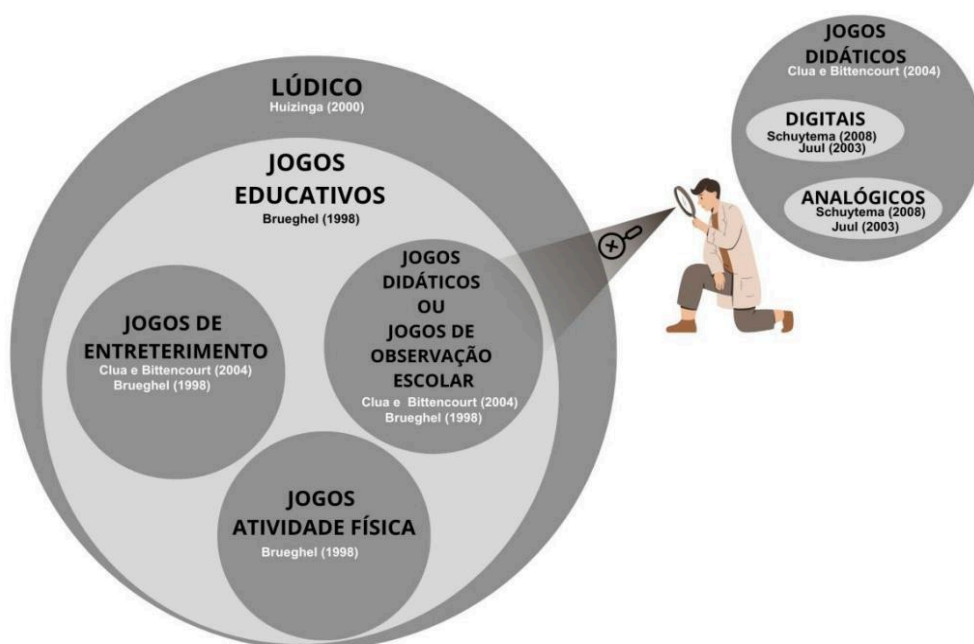 LÚDICO
Huizinga (2000)
JOGOS
EDUCATIVOS
Brueghel (1998)
JOGOS DE
ENTRETERIMENTO
Clua e Bittencourt (2004)
Brueghel (1998)
JOGOS
DIDÁTICOS
OU
JOGOS DE
OBSERVAÇÃO
ESCOLAR
Clua e Bittencourt (2004)
Brueghel (1998)
JOGOS
ATIVIDADE FÍSICA
Brueghel (1998)
JOGOS
DIDÁTICOS
Clua e Bittencourt (2004)
DIGITAIS
Schuytema (2008)
Juul (2003)
ANALÓGICOS
Schuytema (2008)
Juul (2003)